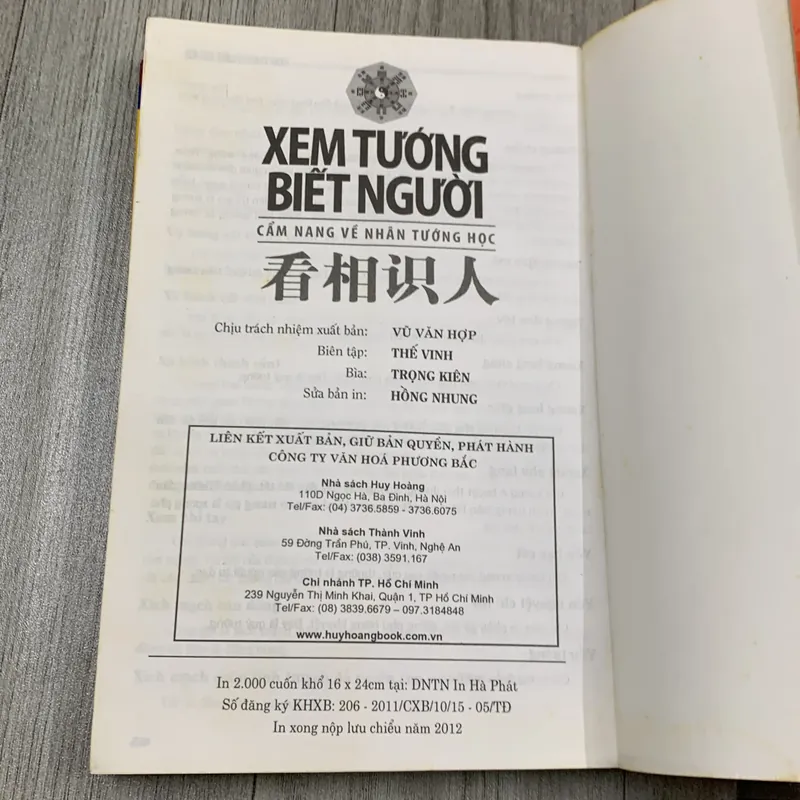 XEM TƯỚNG
BIẾT NGƯỜI
CẨM NANG VỀ NHÂN TƯỚNG HỌC
看相识人
Chịu trách nhiệm xuất bản: VŨ VĂN HỢP
Biên tập: THẾ VINH
Bìa: TRỌNG KIÊN
Sửa bản in: HỒNG NHUNG
LIÊN KẾT XUẤT BẢN, GIỮ BẢN QUYỀN, PHÁT HÀNH
CÔNG TY VĂN HOÁ PHƯƠNG BẮC
Nhà sách Huy Hoàng
110D Ngọc Hà, Ba Đình, Hà Nội
Tel/Fax: (04) 3736.5859 - 3736.6075
Nhà sách Thành Vinh
59 Đờng Trần Phú, TP. Vinh, Nghệ An
Tel/Fax: (038) 3591.167
Chi nhánh TP. Hồ Chí Minh
239 Nguyễn Thị Minh Khai, Quận 1, TP Hồ Chí Minh
Tel/Fax: (08) 3839.6679 – 097.3184848
www.huyhoangbook.com.vn
In 2.000 cuốn khổ 16 x 24cm tại: DNTN In Hà Phát
Số đăng ký KHXB: 206 - 2011/CXB/10/15 - 05/TĐ
In xong nộp lưu chiểu năm 2012